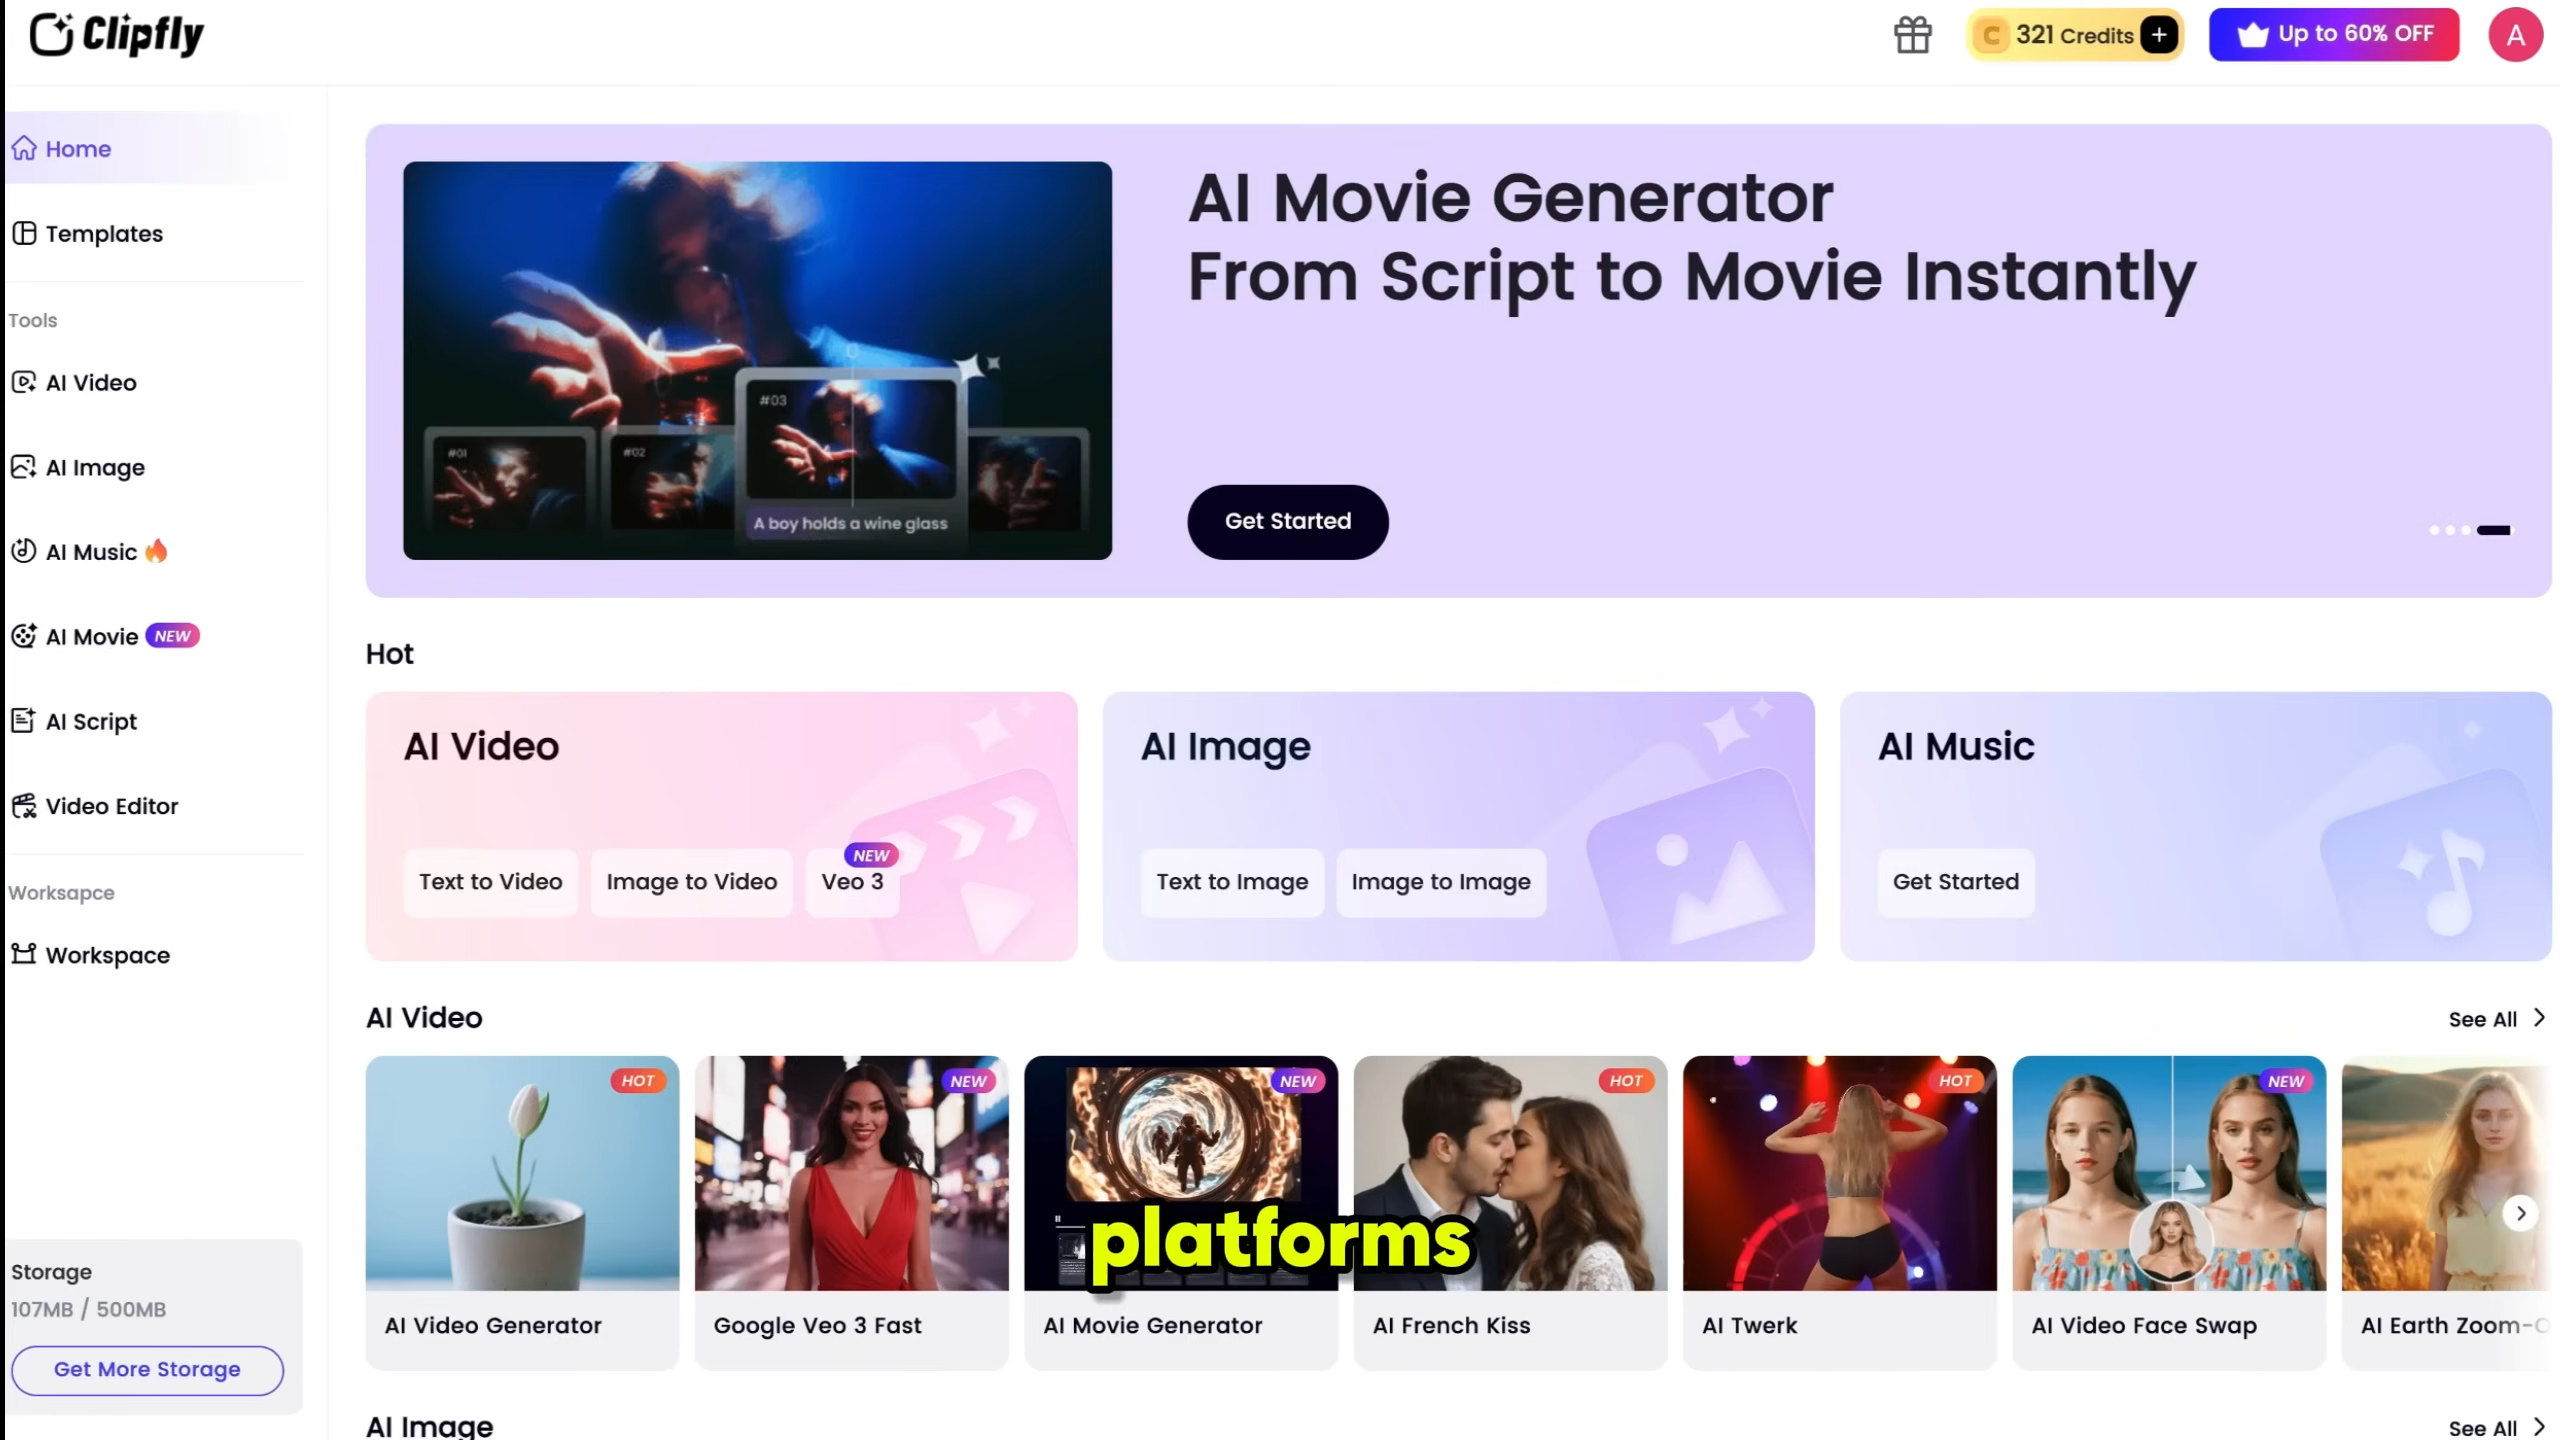 Clipfly
C 321 Credits +
Up to 60% OFF
A
Home
Templates
Tools
AI Video
AI Image
AI Music
AI Movie NEW
AI Script
Video Editor
Worksapce
Workspace
Storage
107MB / 500MB
Get More Storage
#01
#02
#03
A boy holds a wine glass
AI Movie Generator
From Script to Movie Instantly
Get Started
Hot
AI Video
Text to Video
Image to Video
NEW
Veo 3
AI Image
Text to Image
Image to Image
AI Music
Get Started
AI Video
See All
HOT
AI Video Generator
NEW
Google Veo 3 Fast
NEW
AI Movie Generator
HOT
AI French Kiss
HOT
AI Twerk
NEW
AI Video Face Swap
AI Earth Zoom-O
platforms
AI Image
See All